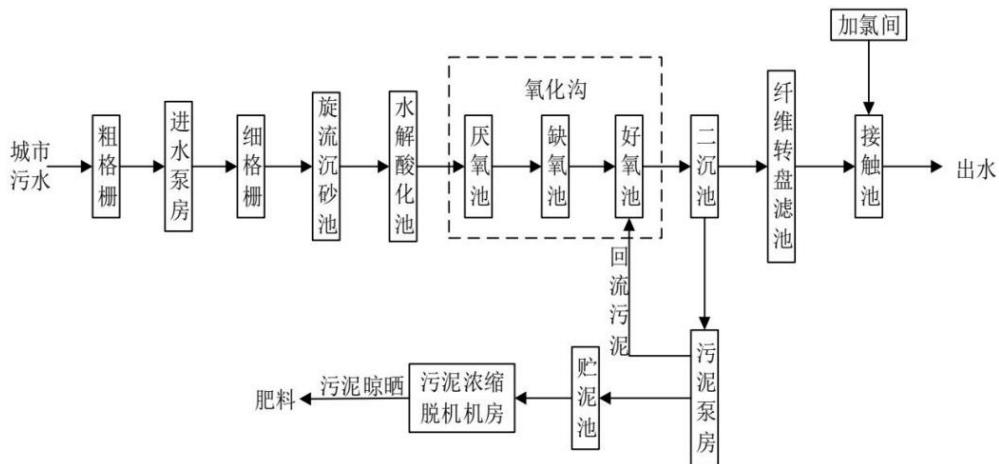 加氯间
氧化沟
城市
污水
粗格栅
进水泵房
细格栅
旋流沉砂池
水解酸化池
厌氧池
缺氧池
好氧池
二沉池
纤维转盘滤池
接触池
出水
回流污泥
肥料
污泥晾晒
污泥浓缩
脱机机房
贮泥池
污泥泵房